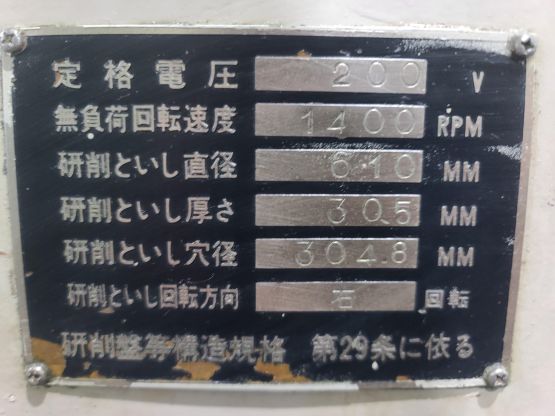 定格電圧 200 V
無負荷回転速度 1400 RPM
研削といし直径 610 MM
研削といし厚さ 305 MM
研削といし穴径 304.8 MM
研削といし回転方向 右 回転
研削盤等構造規格 第29条に依る